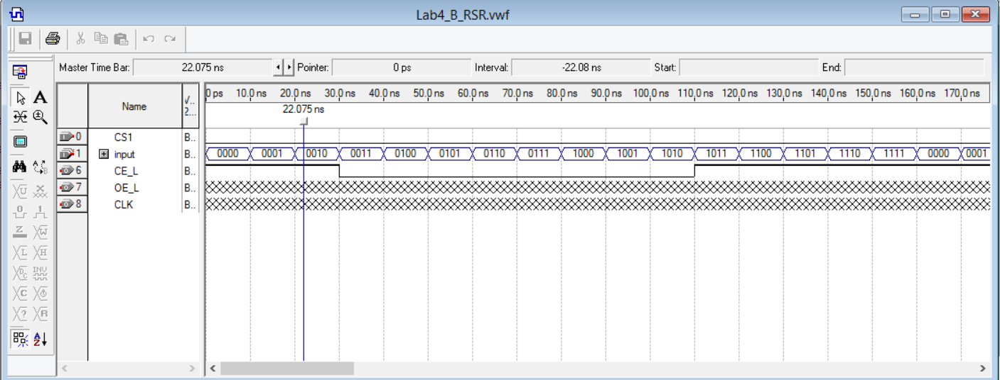 Lab4_B_RSR.vwf
Master Time Bar: 22.075 ns Pointer: 0 ps Interval: -22.08 ns Start: End:
Name
0 ps 10.0 ns 20.0 ns 30.0 ns 40.0 ns 50.0 ns 60.0 ns 70.0 ns 80.0 ns 90.0 ns 100.0 ns 110.0 ns 120.0 ns 130.0 ns 140.0 ns 150.0 ns 160.0 ns 170.0 ns
22.075 ns
0 CS1 B..
1 input B.. 0000 0001 0010 0011 0100 0101 0110 0111 1000 1001 1010 1011 1100 1101 1110 1111 0000 0001
6 CE_L B..
7 OE_L B..
8 CLK B..